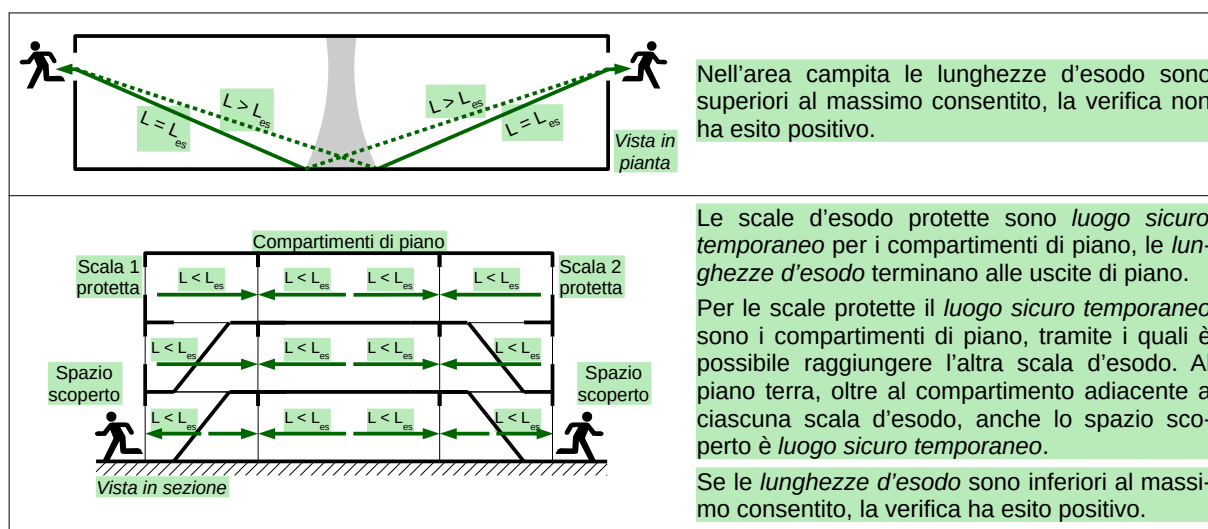 L = Les
L > Les
L > Les
L = Les
Vista in
pianta
Nell'area campita le lunghezze d'esodo sono
superiori al massimo consentito, la verifica non
ha esito positivo.
Compartimenti di piano
Scala 1
protetta
L < Les
L < Les
L < Les
L < Les
Scala 2
protetta
L < Les
L < Les
L < Les
L < Les
Spazio
scoperto
L < Les
L < Les
L < Les
L < Les
Spazio
scoperto
Vista in sezione
Le scale d'esodo protette sono luogo sicuro
temporaneo per i compartimenti di piano, le lun-
ghezze d'esodo terminano alle uscite di piano.
Per le scale protette il luogo sicuro temporaneo
sono i compartimenti di piano, tramite i quali è
possibile raggiungere l'altra scala d'esodo. Al
piano terra, oltre al compartimento adiacente a
ciascuna scala d'esodo, anche lo spazio sco-
perto è luogo sicuro temporaneo.
Se le lunghezze d'esodo sono inferiori al massi-
mo consentito, la verifica ha esito positivo.